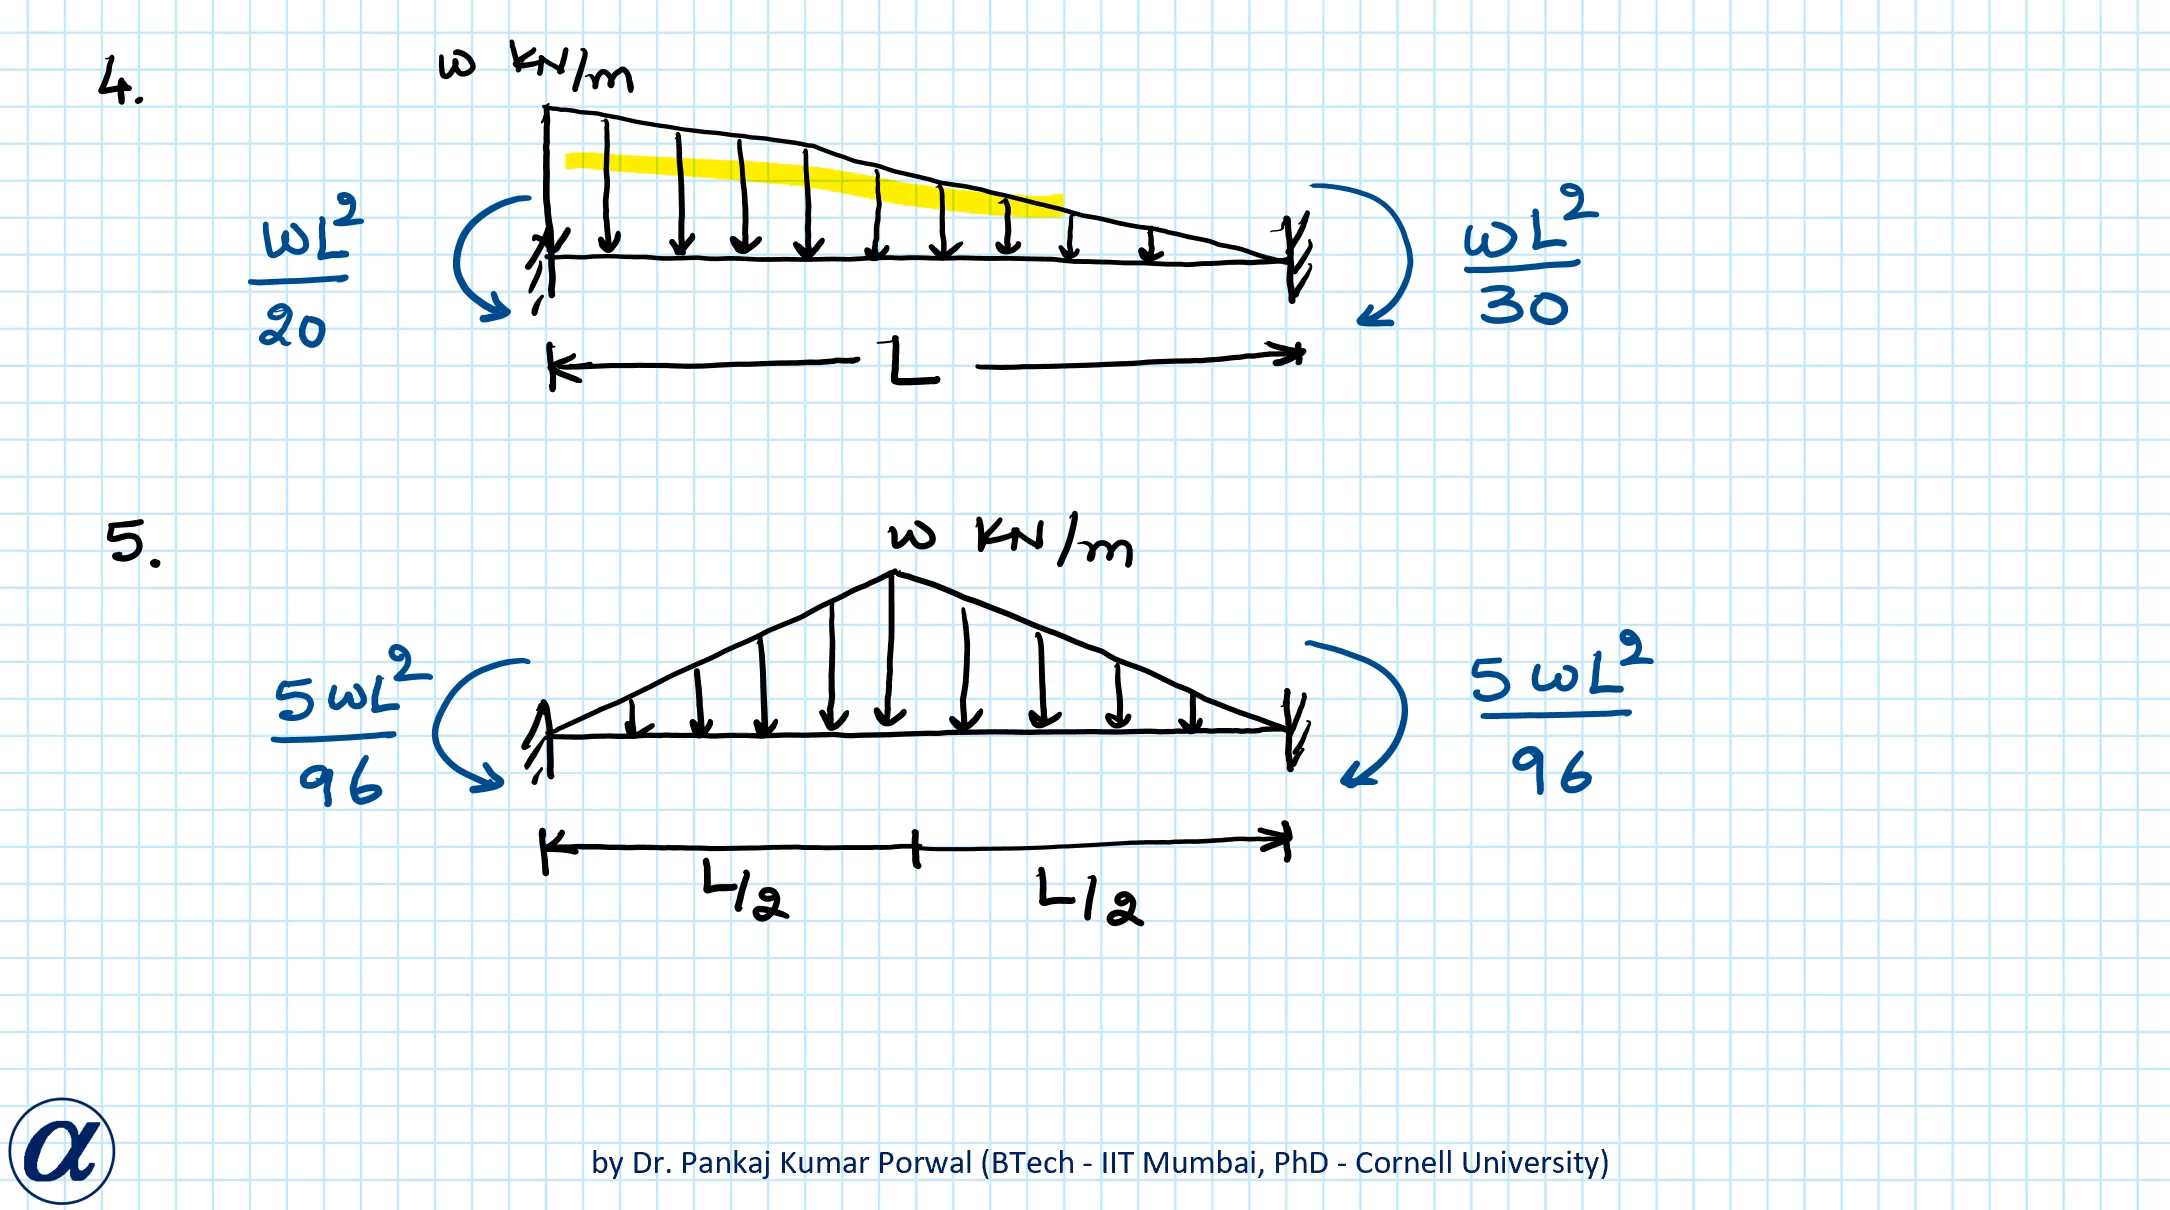 4.
w KN/m
wL²/20
wL²/30
L
5.
w KN/m
5wL²/96
5wL²/96
L/2
L/2
α
by Dr. Pankaj Kumar Porwal (BTech - IIT Mumbai, PhD - Cornell University)